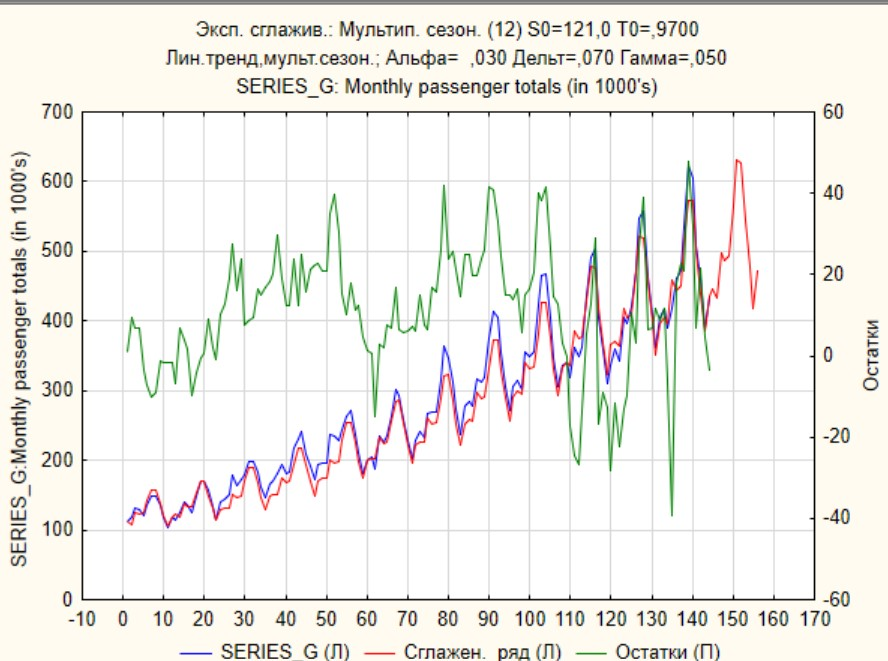 Эксп. сглажив.: Мультип. сезон. (12) S0=121,0 T0=,9700
Лин.тренд,мульт.сезон.; Альфа= ,030 Дельт=,070 Гамма=,050
SERIES_G: Monthly passenger totals (in 1000's)
SERIES_G:Monthly passenger totals (in 1000's)
700
600
500
400
300
200
100
0
60
40
20
0
-20
-40
-60
Остатки
-10 0 10 20 30 40 50 60 70 80 90 100 110 120 130 140 150 160 170
SERIES_G (Л) Сглажен. ряд (Л) Остатки (П)